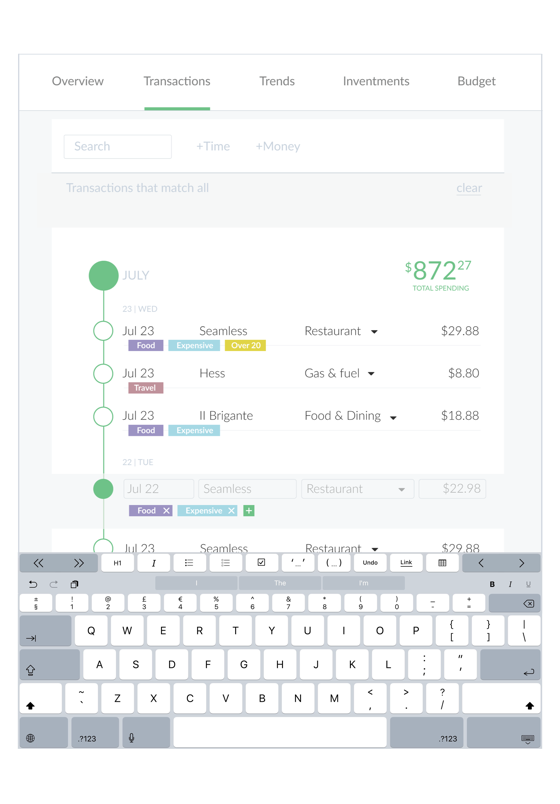 Overview Transactions Trends Inventments Budget
Search +Time +Money
Transactions that match all clear
JULY $872 27
TOTAL SPENDING
23 | WED
Jul 23 Seamless Restaurant $29.88
Food Expensive Over 20
Jul 23 Hess Gas & fuel $8.80
Travel
Jul 23 Il Brigante Food & Dining $18.88
Food Expensive
22 | TUE
Jul 22 Seamless Restaurant $22.98
Food X Expensive X +
Jul 23 Seamless Restaurant $29.88
H1 I '_' (_) Undo Link
I The I'm B I U
± ! @ £ € % ^ & * ( ) _ +
§ 1 2 3 4 5 6 7 8 9 0 - =
Q W E R T Y U I O P { } |
[ ] \
A S D F G H J K L : "
; '
~ Z X C V B N M < > ?
` , . /
.?123 .?123